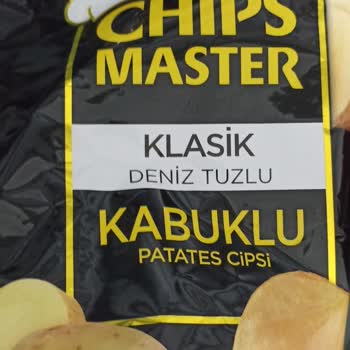 CHIPS
MASTER
KLASİK
DENİZ TUZLU
KABUKLU
PATATES CİPSİ